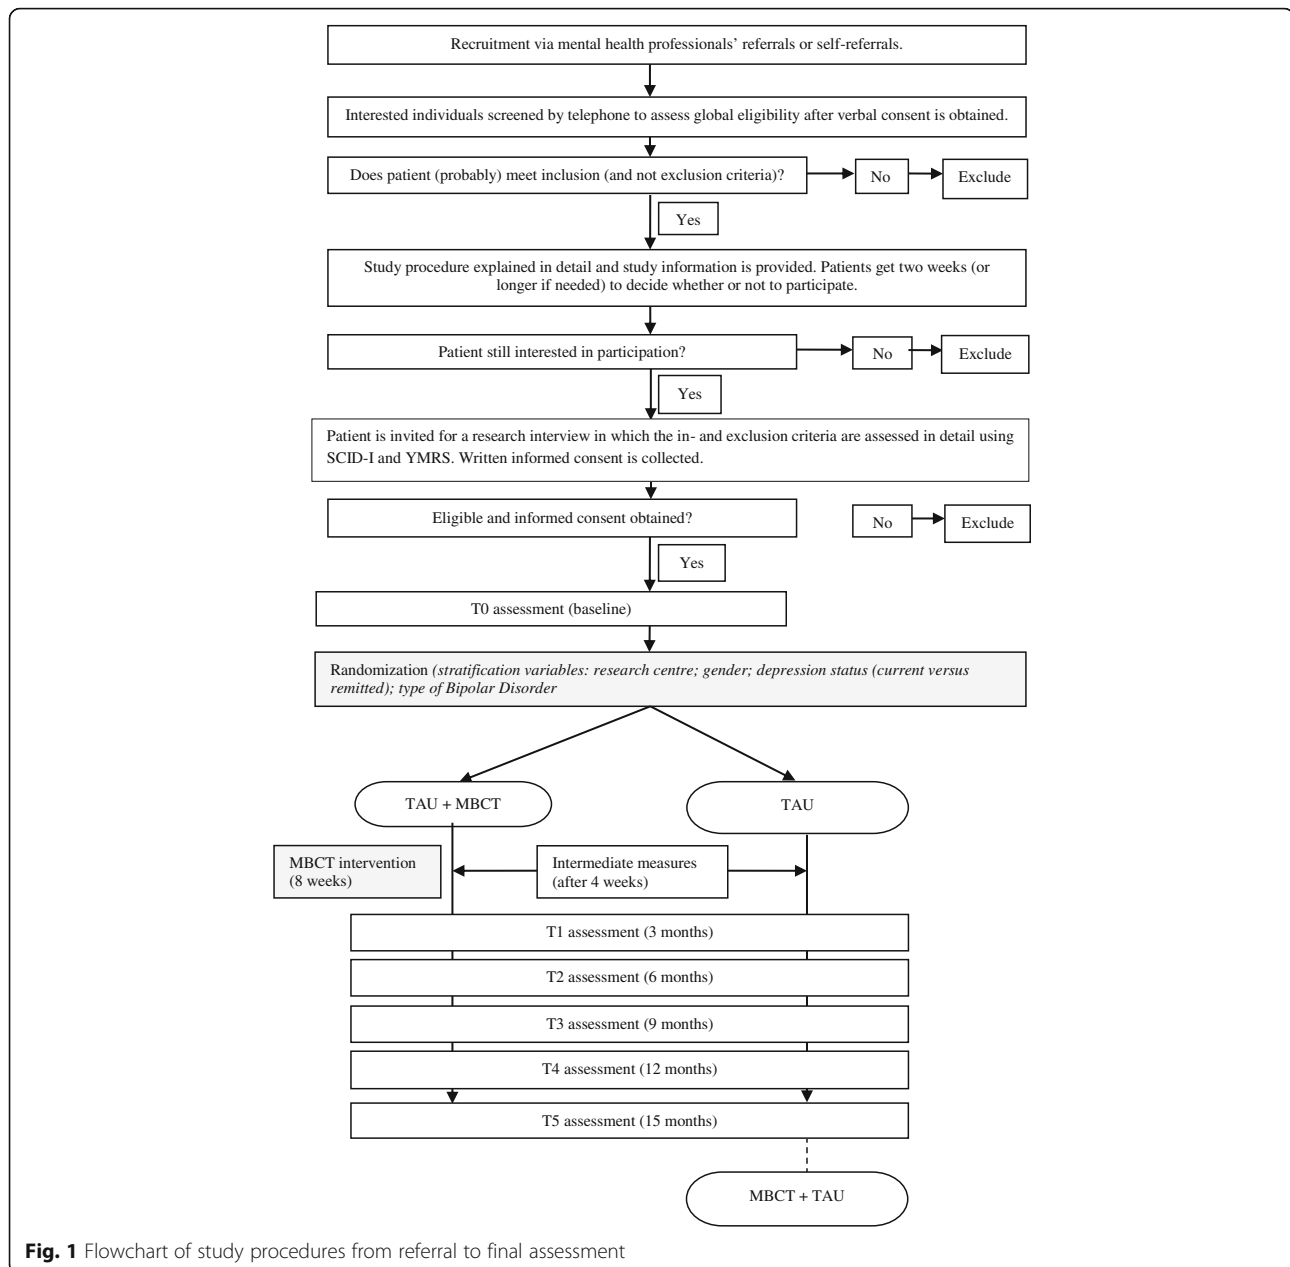 Recruitment via mental health professionals' referrals or self-referrals.
Interested individuals screened by telephone to assess global eligibility after verbal consent is obtained.
Does patient (probably) meet inclusion (and not exclusion criteria)?
No
Exclude
Yes
Study procedure explained in detail and study information is provided. Patients get two weeks (or
longer if needed) to decide whether or not to participate.
Patient still interested in participation?
No
Exclude
Yes
Patient is invited for a research interview in which the in- and exclusion criteria are assessed in detail using
SCID-I and YMRS. Written informed consent is collected.
Eligible and informed consent obtained?
No
Exclude
Yes
T0 assessment (baseline)
Randomization (stratification variables: research centre; gender; depression status (current versus
remitted); type of Bipolar Disorder
TAU + MBCT
TAU
MBCT intervention
(8 weeks)
Intermediate measures
(after 4 weeks)
T1 assessment (3 months)
T2 assessment (6 months)
T3 assessment (9 months)
T4 assessment (12 months)
T5 assessment (15 months)
MBCT + TAU
Fig. 1 Flowchart of study procedures from referral to final assessment